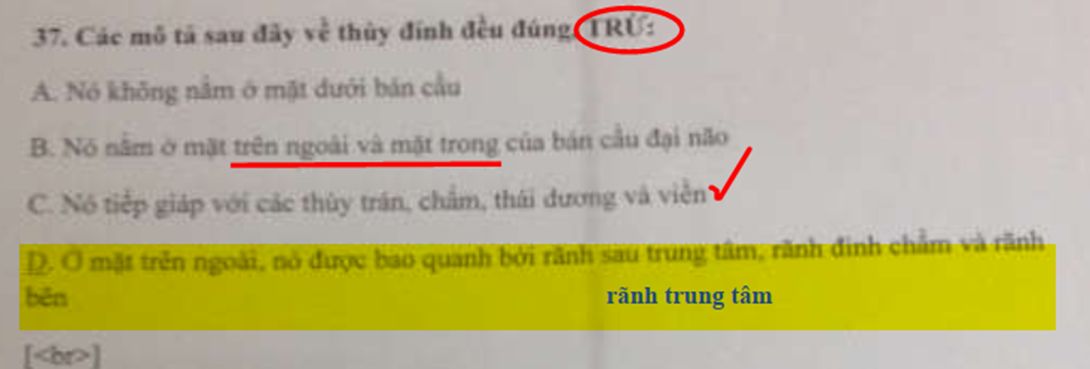 37. Các mô tả sau đây về thùy đỉnh đều đúng, TRỪ:
A. Nó không nằm ở mặt dưới bán cầu
B. Nó nằm ở mặt trên ngoài và mặt trong của bán cầu đại não
C. Nó tiếp giáp với các thùy trán, chẩm, thái dương và viền
D. Ở mặt trên ngoài, nó được bao quanh bởi rãnh sau trung tâm, rãnh đỉnh chẩm và rãnh
bên
rãnh trung tâm
[<br>]